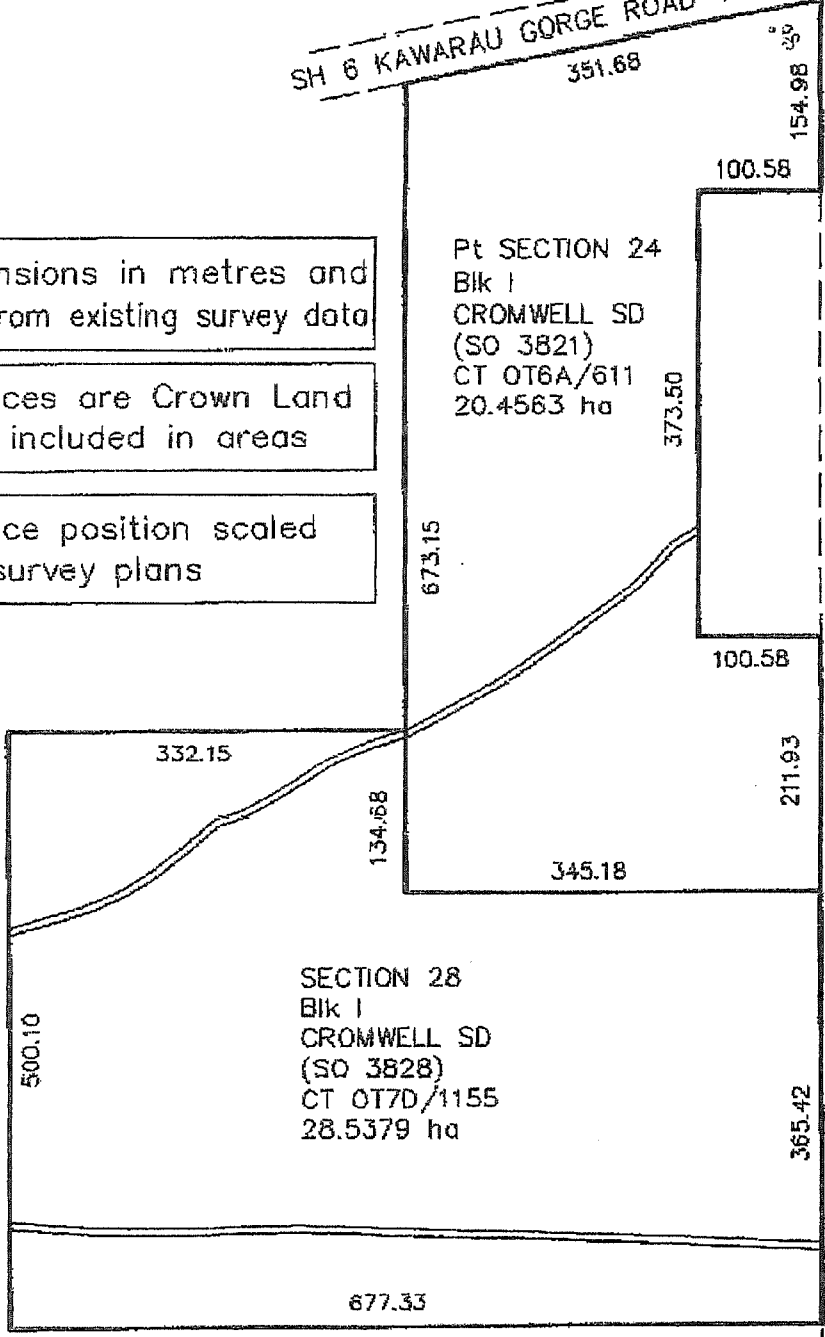 SH 6 KAWARAU GORGE ROAD
351.68
154.98
100.58
nsions in metres and
rom existing survey data
ces are Crown Land
included in areas
ce position scaled
survey plans
Pt SECTION 24
Blk I
CROMWELL SD
(SO 3821)
CT OT6A/611
20.4563 ha
373.50
673.15
100.58
332.15
211.93
134.68
345.18
SECTION 28
Blk I
CROMWELL SD
(SO 3828)
CT OT7D/1155
28.5379 ha
500.10
365.42
677.33